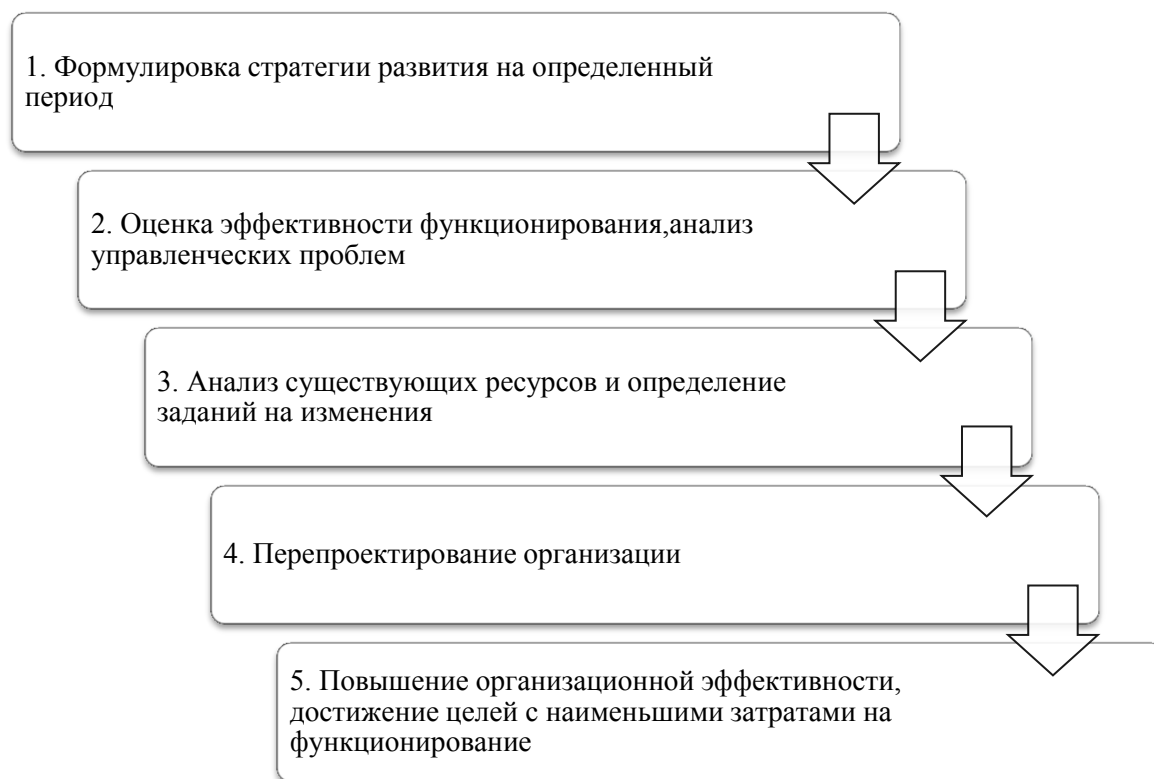 1. Формулировка стратегии развития на определенный
период
2. Оценка эффективности функционирования,анализ
управленческих проблем
3. Анализ существующих ресурсов и определение
заданий на изменения
4. Перепроектирование организации
5. Повышение организационной эффективности,
достижение целей с наименьшими затратами на
функционирование